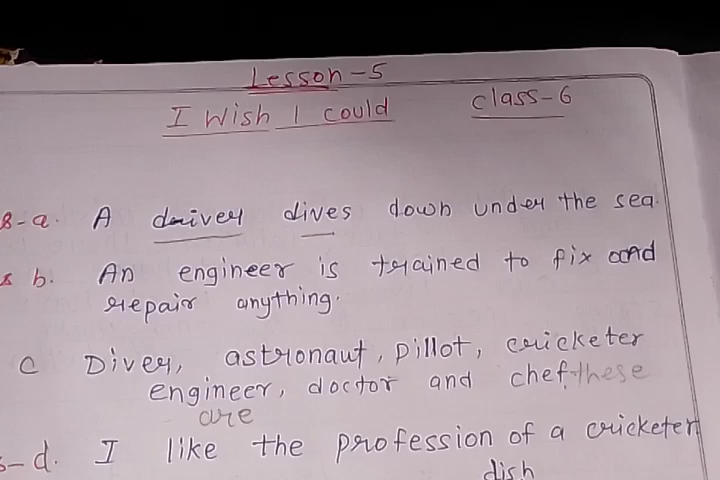 Lesson-5
I Wish I could class-6
8-a. A draiver dives down under the sea.
b. An engineer is trained to fix and
repair anything.
c Diver, astronaut, pillot, cricketer
engineer, doctor and chef, these
are
d. I like the profession of a cricketer
dish